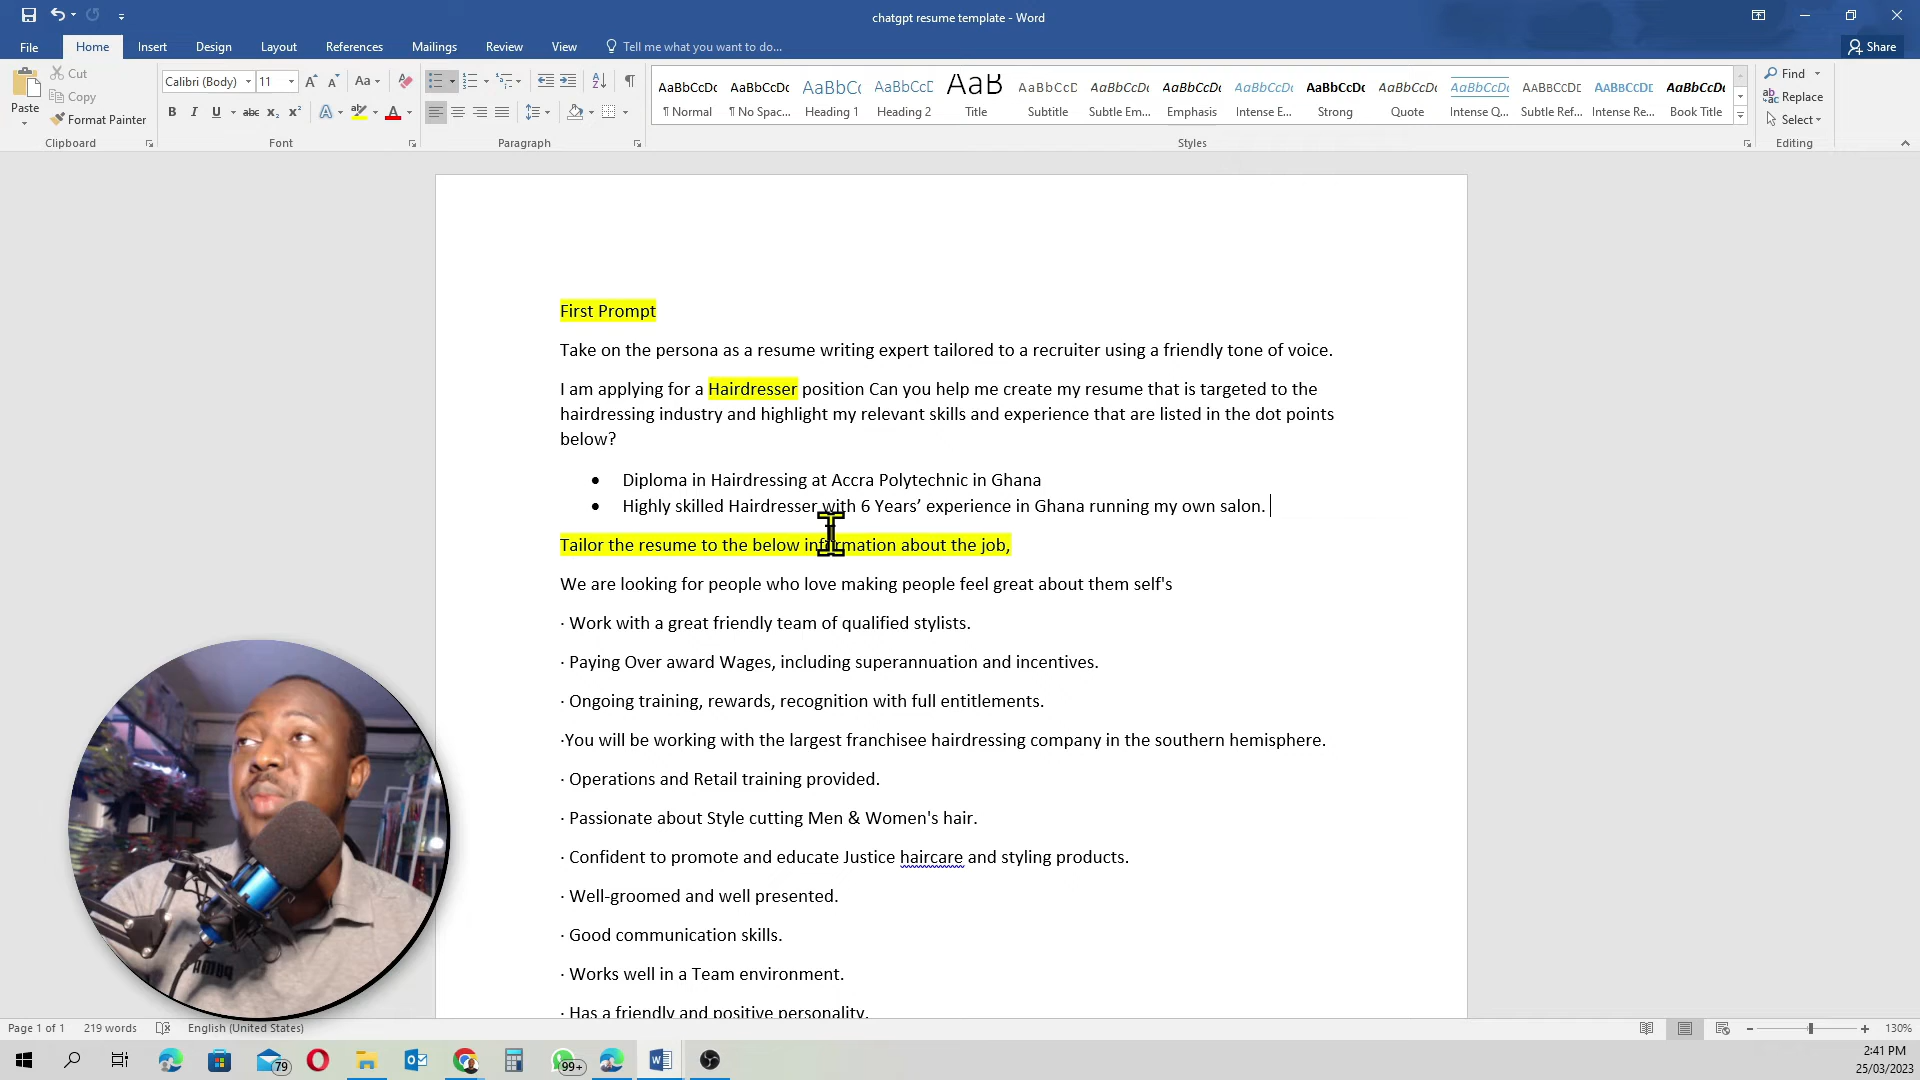 chatgpt resume template - Word
File Home Insert Design Layout References Mailings Review View Tell me what you want to do... Share
Paste Cut Copy Format Painter Clipboard
Calibri (Body) 11 Font
Paragraph
AaBbCcDc AaBbCcDc AaBbCc AaBbCcD AaB AaBbCcD AaBbCcDc AaBbCcDc AaBbCcDc AaBbCcDc AaBbCcDc AaBbCcDc AABBCCDD AABBCCDD AaBbCcDc
¶ Normal ¶ No Spac... Heading 1 Heading 2 Title Subtitle Subtle Em... Emphasis Intense E... Strong Quote Intense Q... Subtle Ref... Intense Re... Book Title
Styles
Find Replace Select Editing
First Prompt
Take on the persona as a resume writing expert tailored to a recruiter using a friendly tone of voice.
I am applying for a Hairdresser position Can you help me create my resume that is targeted to the
hairdressing industry and highlight my relevant skills and experience that are listed in the dot points
below?
• Diploma in Hairdressing at Accra Polytechnic in Ghana
• Highly skilled Hairdresser with 6 Years’ experience in Ghana running my own salon.
Tailor the resume to the below information about the job,
We are looking for people who love making people feel great about them self's
· Work with a great friendly team of qualified stylists.
· Paying Over award Wages, including superannuation and incentives.
· Ongoing training, rewards, recognition with full entitlements.
·You will be working with the largest franchisee hairdressing company in the southern hemisphere.
· Operations and Retail training provided.
· Passionate about Style cutting Men & Women's hair.
· Confident to promote and educate Justice haircare and styling products.
· Well-groomed and well presented.
· Good communication skills.
· Works well in a Team environment.
· Has a friendly and positive personality.
Page 1 of 1 219 words English (United States) 130%
79 99+ 2:41 PM
25/03/2023